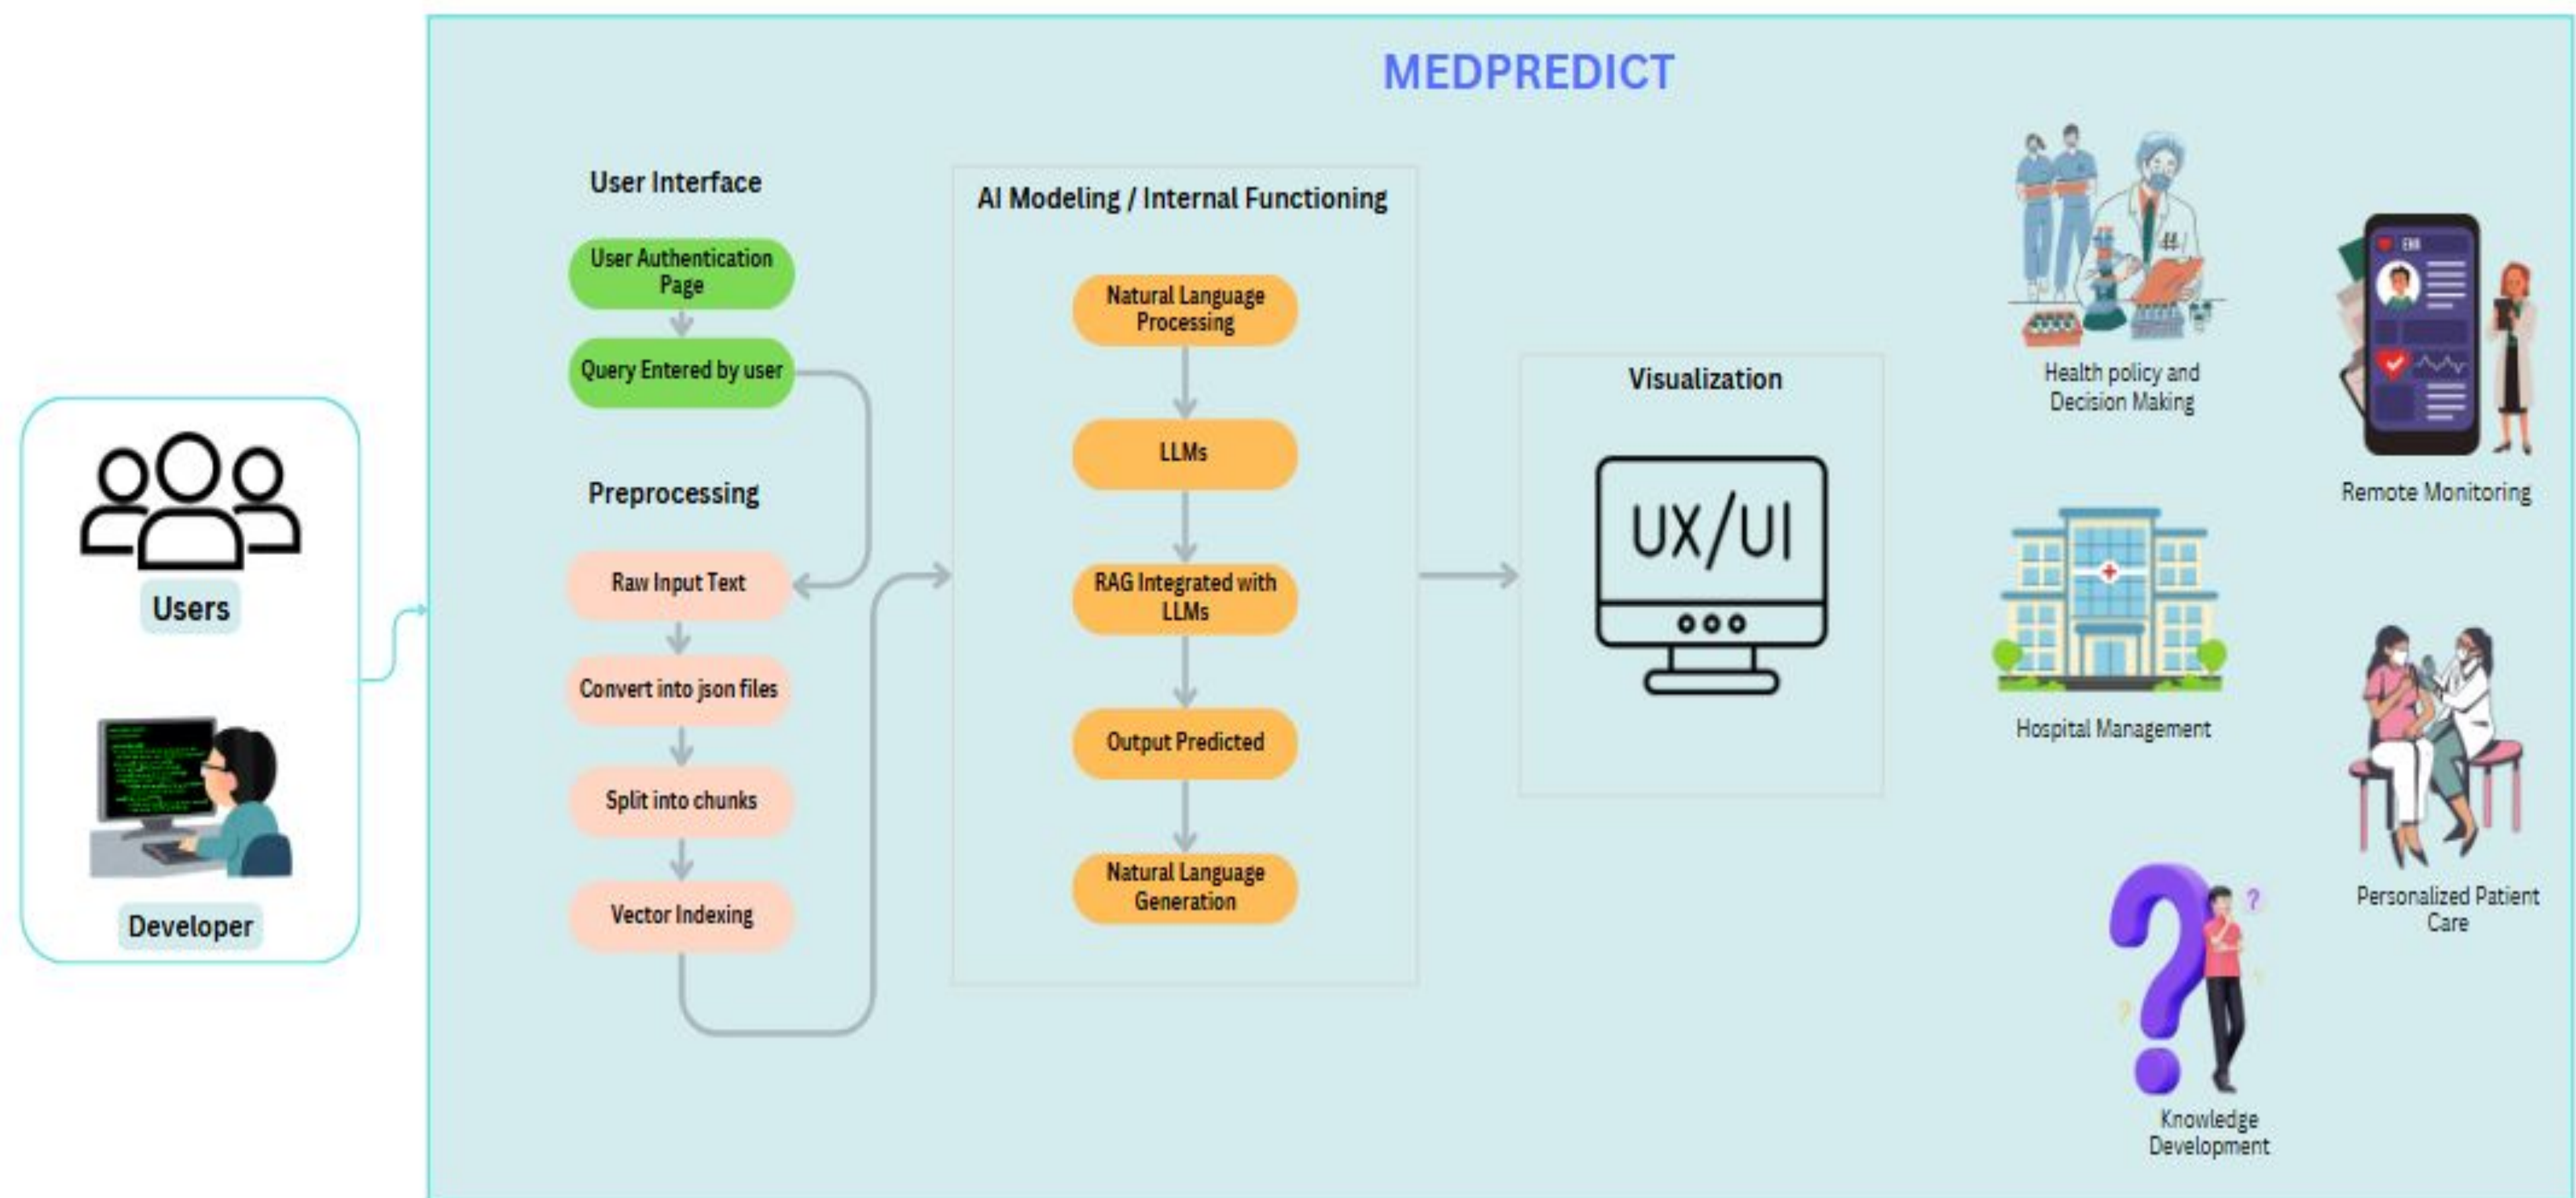 MEDPREDICT
Users
Developer
User Interface
User Authentication
Page
Query Entered by user
Preprocessing
Raw Input Text
Convert into json files
Split into chunks
Vector Indexing
AI Modeling / Internal Functioning
Natural Language
Processing
LLMs
RAG Integrated with
LLMs
Output Predicted
Natural Language
Generation
Visualization
UX/UI
Health policy and
Decision Making
Remote Monitoring
Hospital Management
Personalized Patient
Care
Knowledge
Development